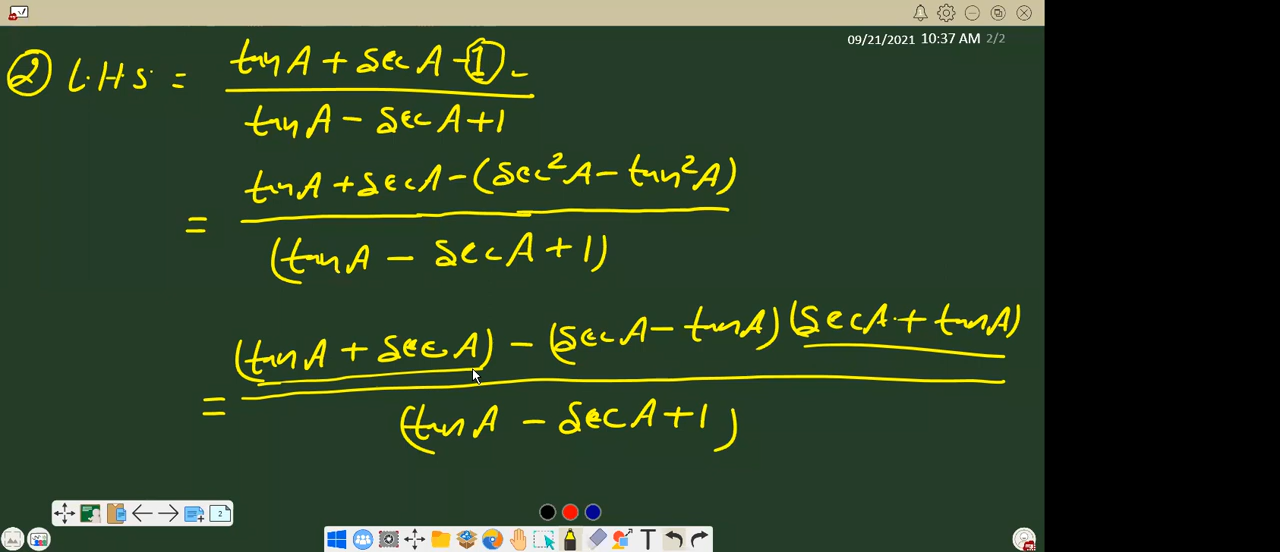 09/21/2021 10:37 AM 2/2
② L.H.S. = tanA + secA - 1
tanA - secA + 1
= tanA + secA - (sec²A - tan²A)
(tanA - secA + 1)
= (tanA + secA) - (secA - tanA) (secA + tanA)
(tanA - secA + 1)
2
T